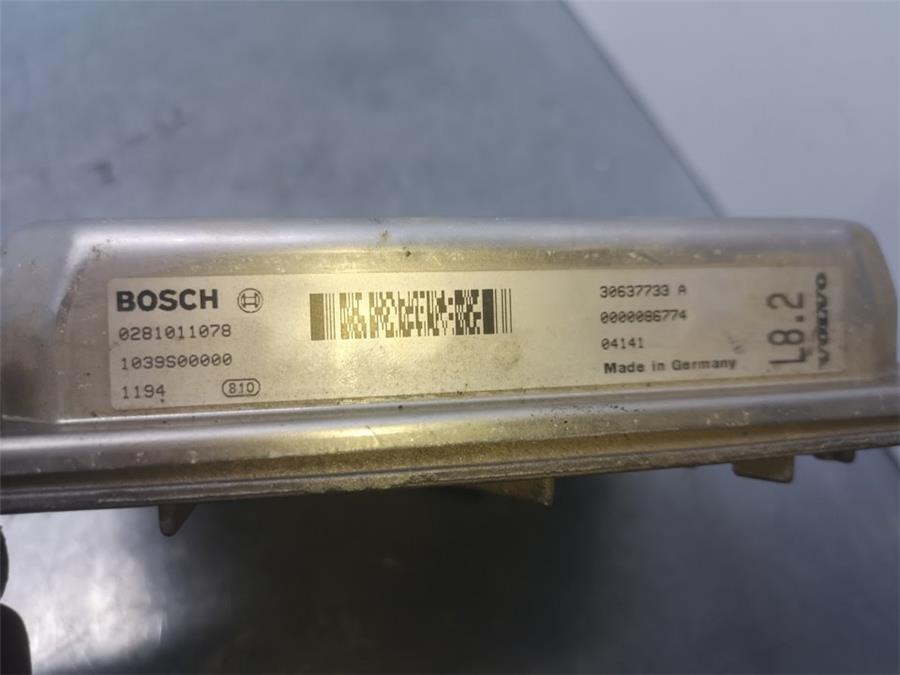 BOSCH
0281011078
1039S00000
1194 810
30637733 A
0000086774
04141
Made in Germany
L8.2
VOLVO